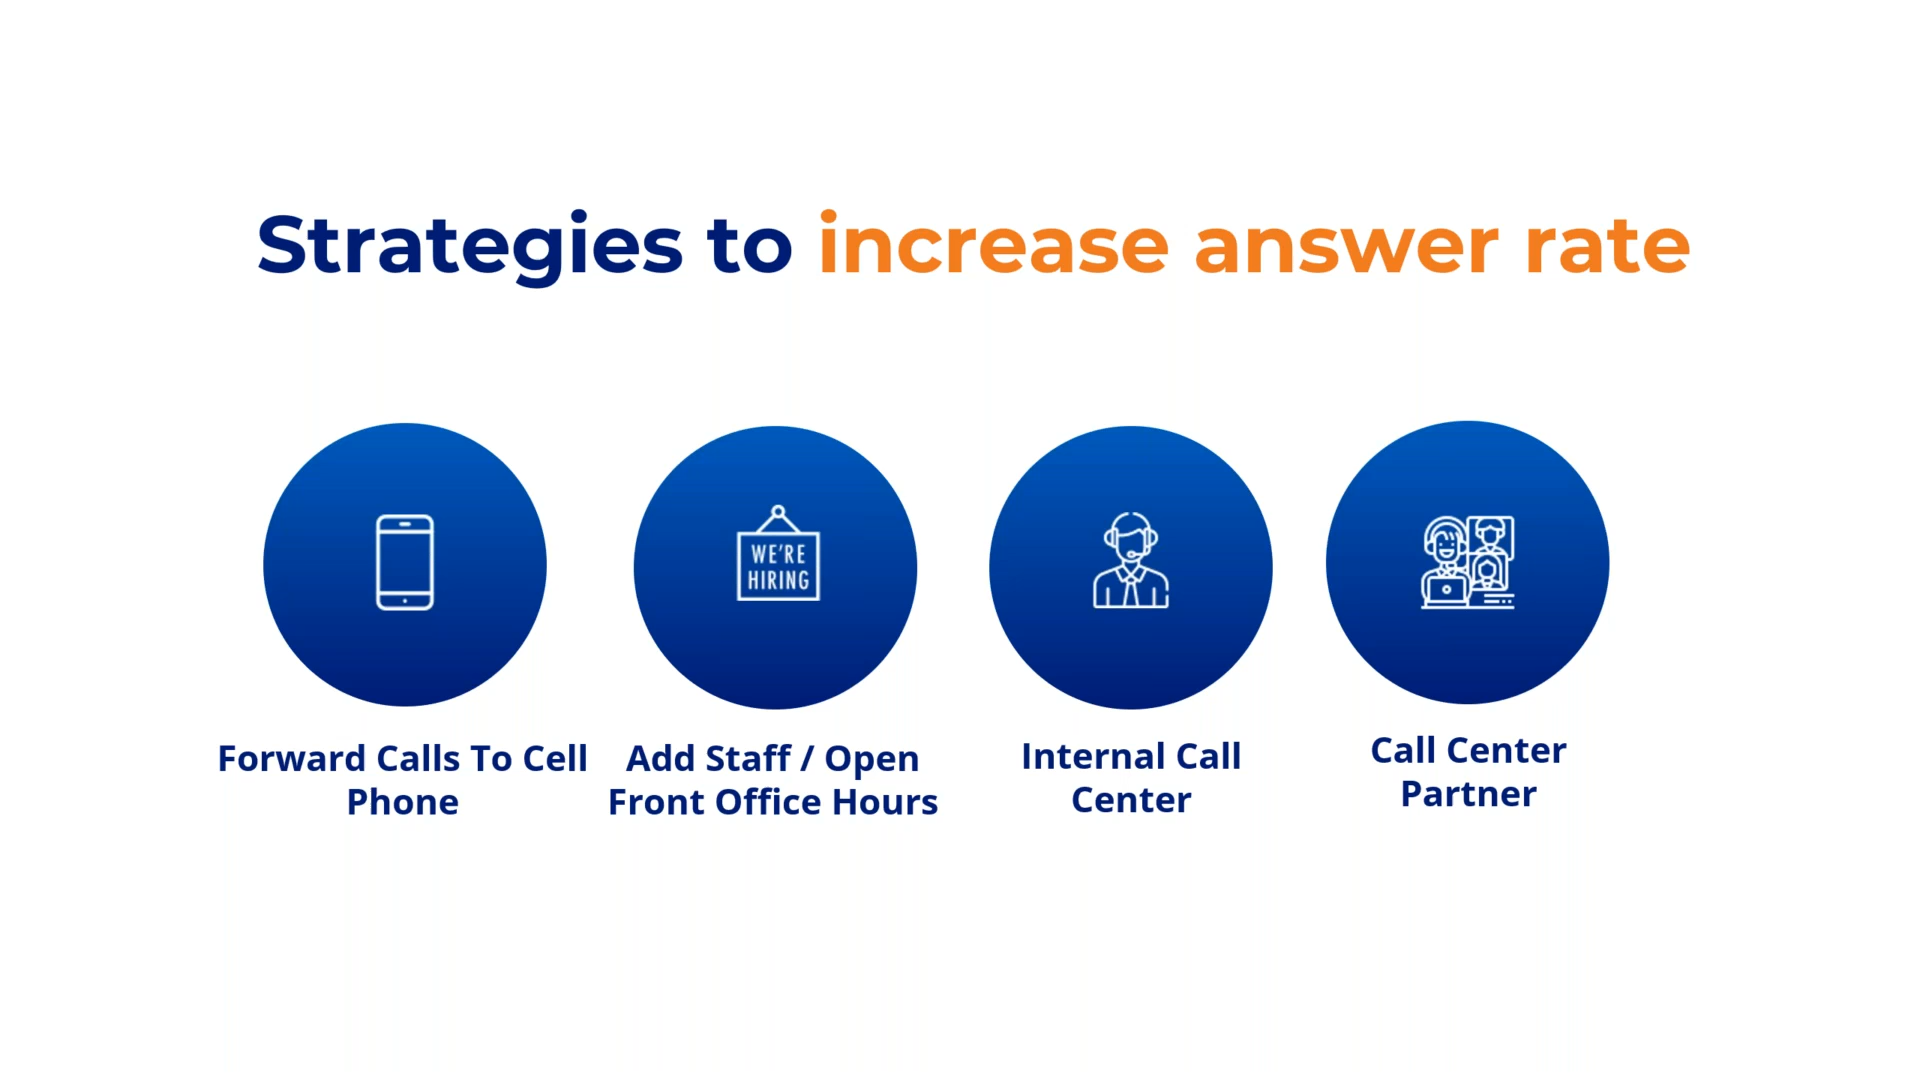 Strategies to increase answer rate
WE'RE
HIRING
Forward Calls To Cell
Phone
Add Staff / Open
Front Office Hours
Internal Call
Center
Call Center
Partner